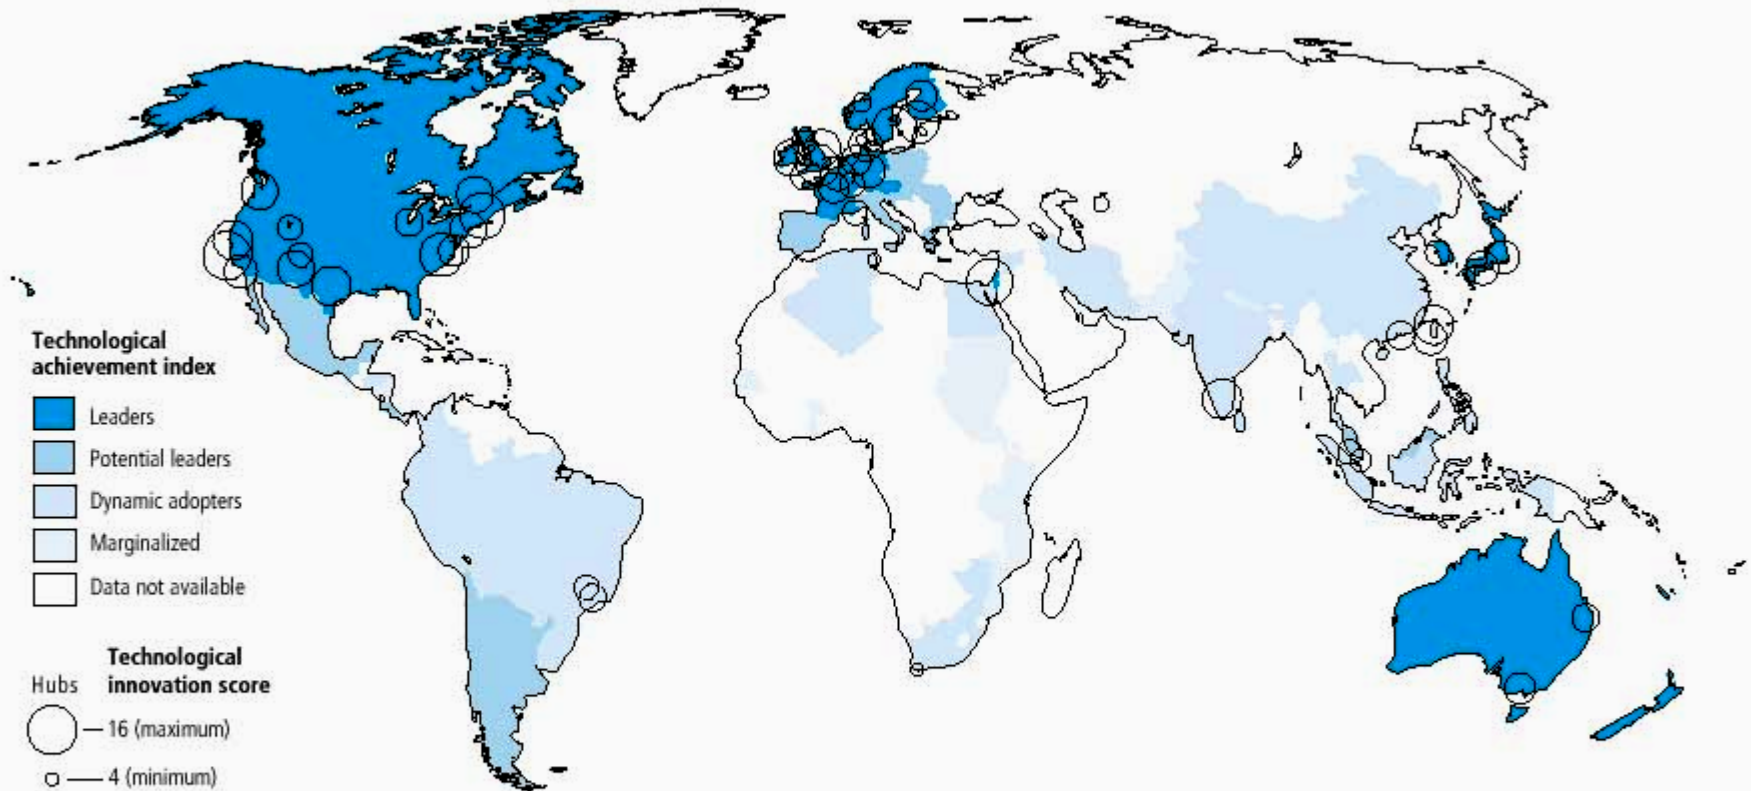 Technological
achievement index
Leaders
Potential leaders
Dynamic adopters
Marginalized
Data not available
Technological
Hubs innovation score
16 (maximum)
4 (minimum)